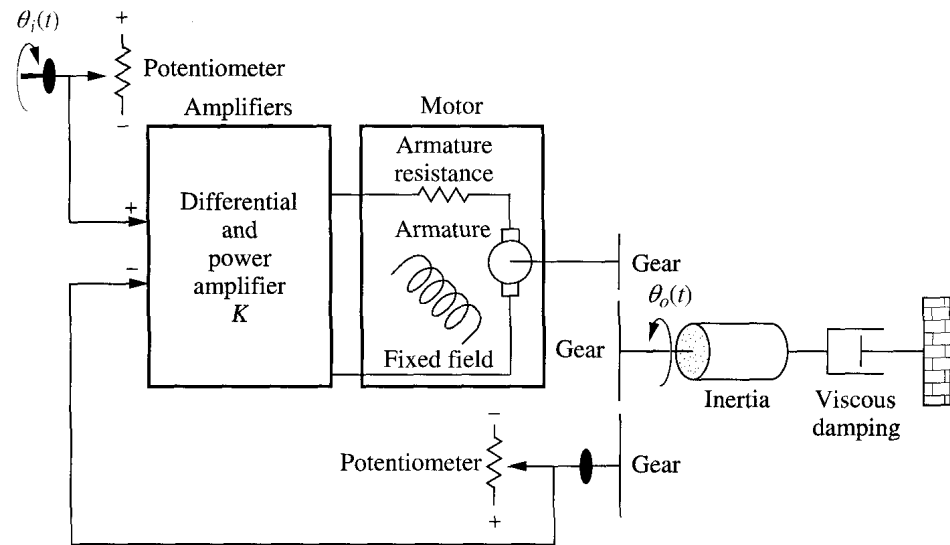 θi(t)
+
Potentiometer
−
Amplifiers
Motor
Armature
resistance
+
Differential
and
power
amplifier
K
Armature
−
Gear
θo(t)
Fixed field
Gear
Inertia
Viscous
damping
−
Potentiometer
Gear
+